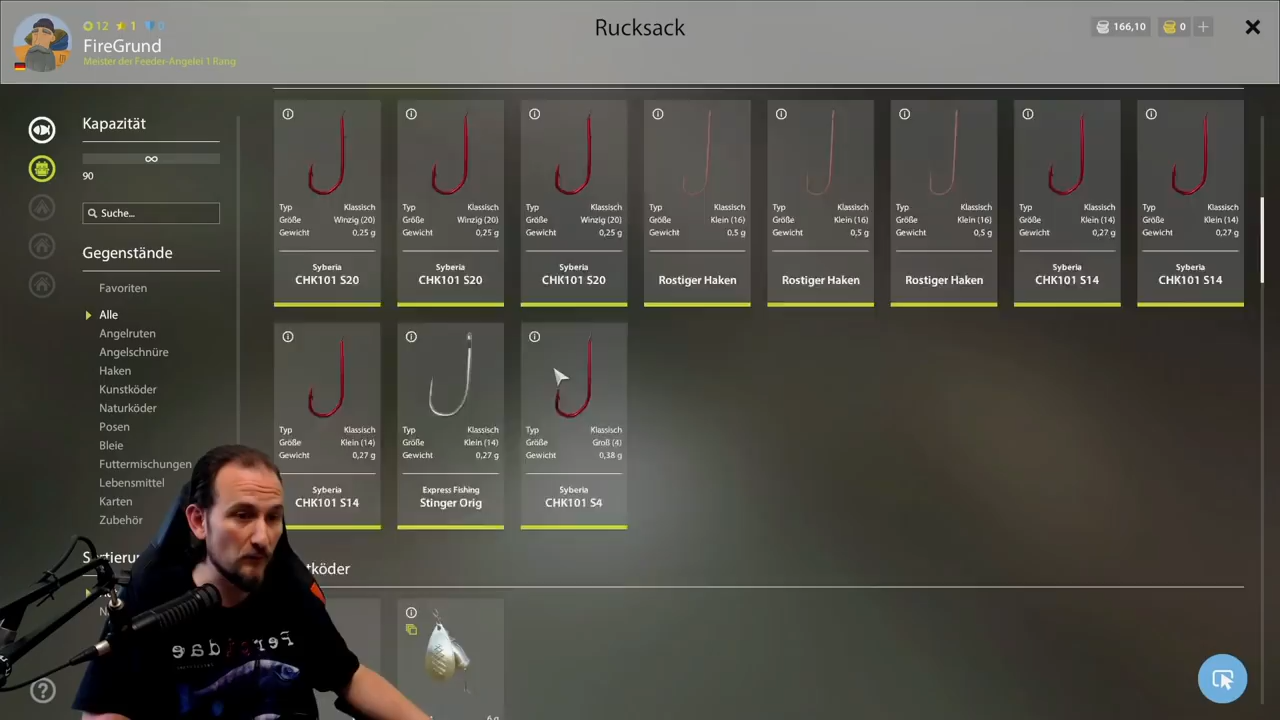 12 1 0
FireGrund
Meister der Feeder-Angelei 1 Rang
Rucksack
166,10 0
Kapazität
∞
90
Suche...
Gegenstände
Favoriten
Alle
Angelruten
Angelschnüre
Haken
Kunstköder
Naturköder
Posen
Bleie
Futtermischungen
Lebensmittel
Karten
Zubehör
Typ Klassisch
Größe Winzig (20)
Gewicht 0,25 g
Syberia
CHK101 S20
Typ Klassisch
Größe Winzig (20)
Gewicht 0,25 g
Syberia
CHK101 S20
Typ Klassisch
Größe Winzig (20)
Gewicht 0,25 g
Syberia
CHK101 S20
Typ Klassisch
Größe Klein (16)
Gewicht 0,5 g
Rostiger Haken
Typ Klassisch
Größe Klein (16)
Gewicht 0,5 g
Rostiger Haken
Typ Klassisch
Größe Klein (16)
Gewicht 0,5 g
Rostiger Haken
Typ Klassisch
Größe Klein (14)
Gewicht 0,27 g
Syberia
CHK101 S14
Typ Klassisch
Größe Klein (14)
Gewicht 0,27 g
Syberia
CHK101 S14
Typ Klassisch
Größe Klein (14)
Gewicht 0,27 g
Syberia
CHK101 S14
Typ Klassisch
Größe Klein (14)
Gewicht 0,27 g
Express Fishing
Stinger Orig
Typ Klassisch
Größe Groß (4)
Gewicht 0,38 g
Syberia
CHK101 S4